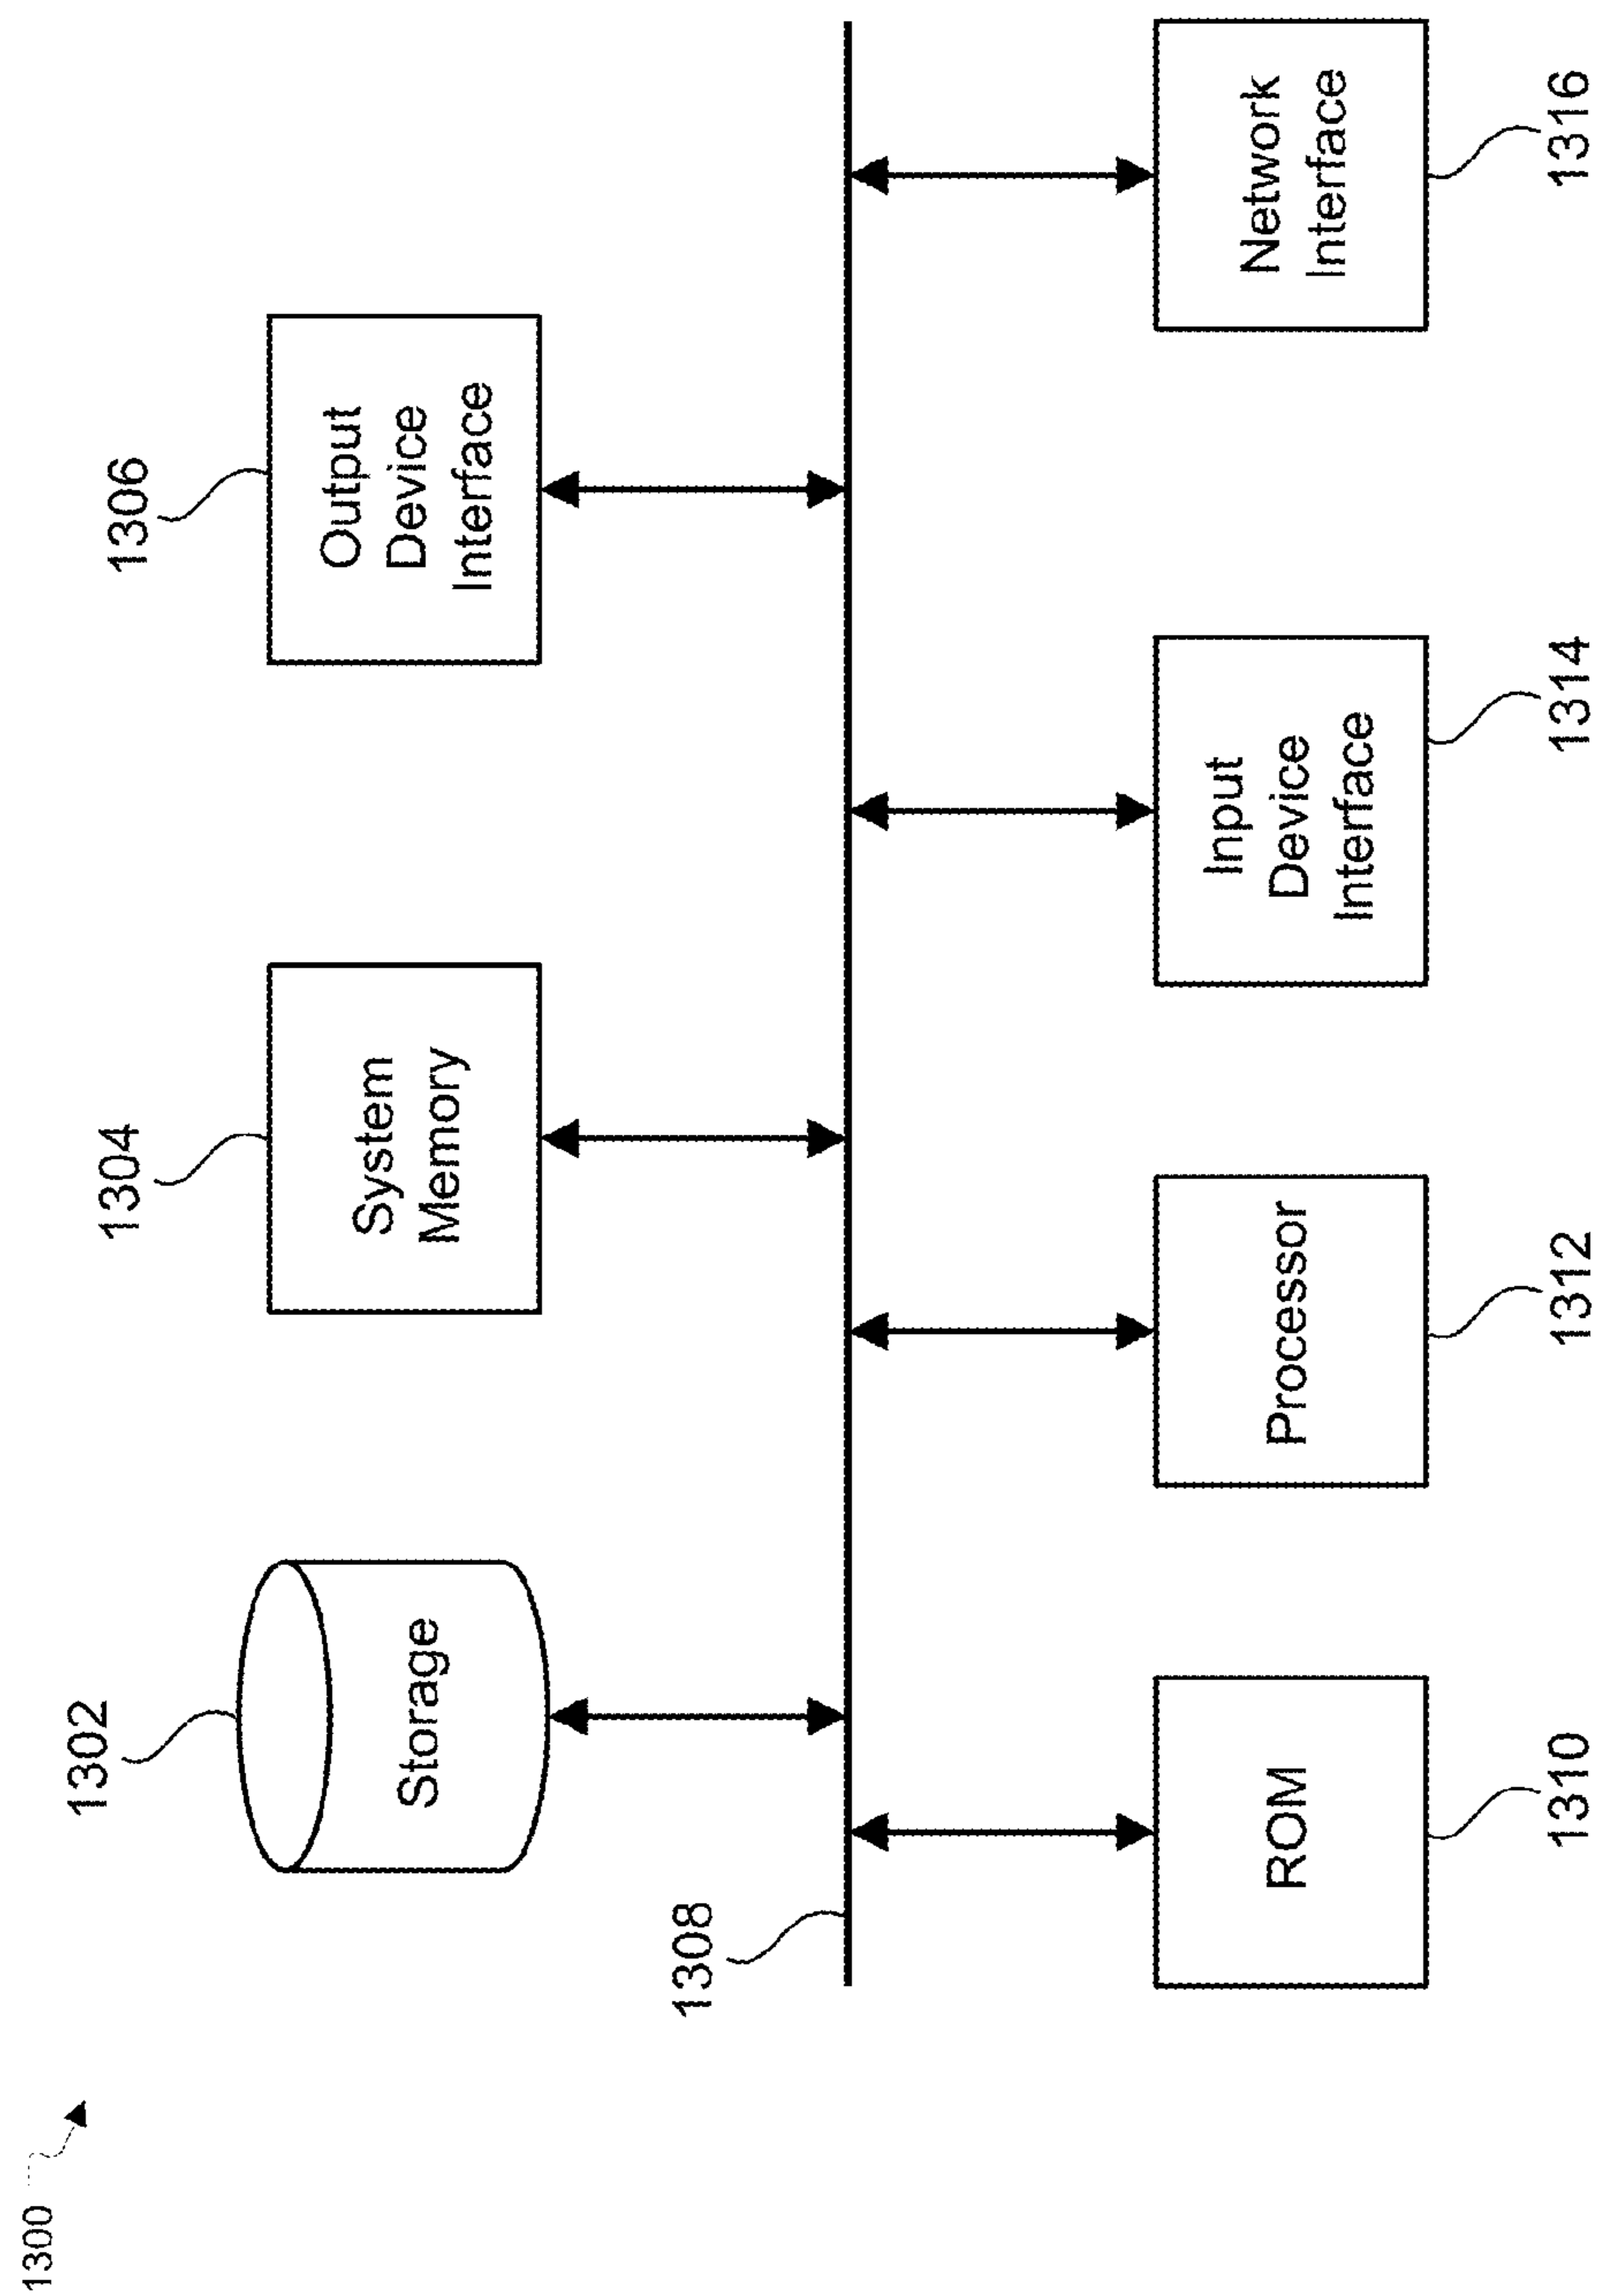 1300
1302
Storage
1304
System
Memory
1306
Output
Device
Interface
1308
ROM
1310
Processor
1312
Input
Device
Interface
1314
Network
Interface
1316